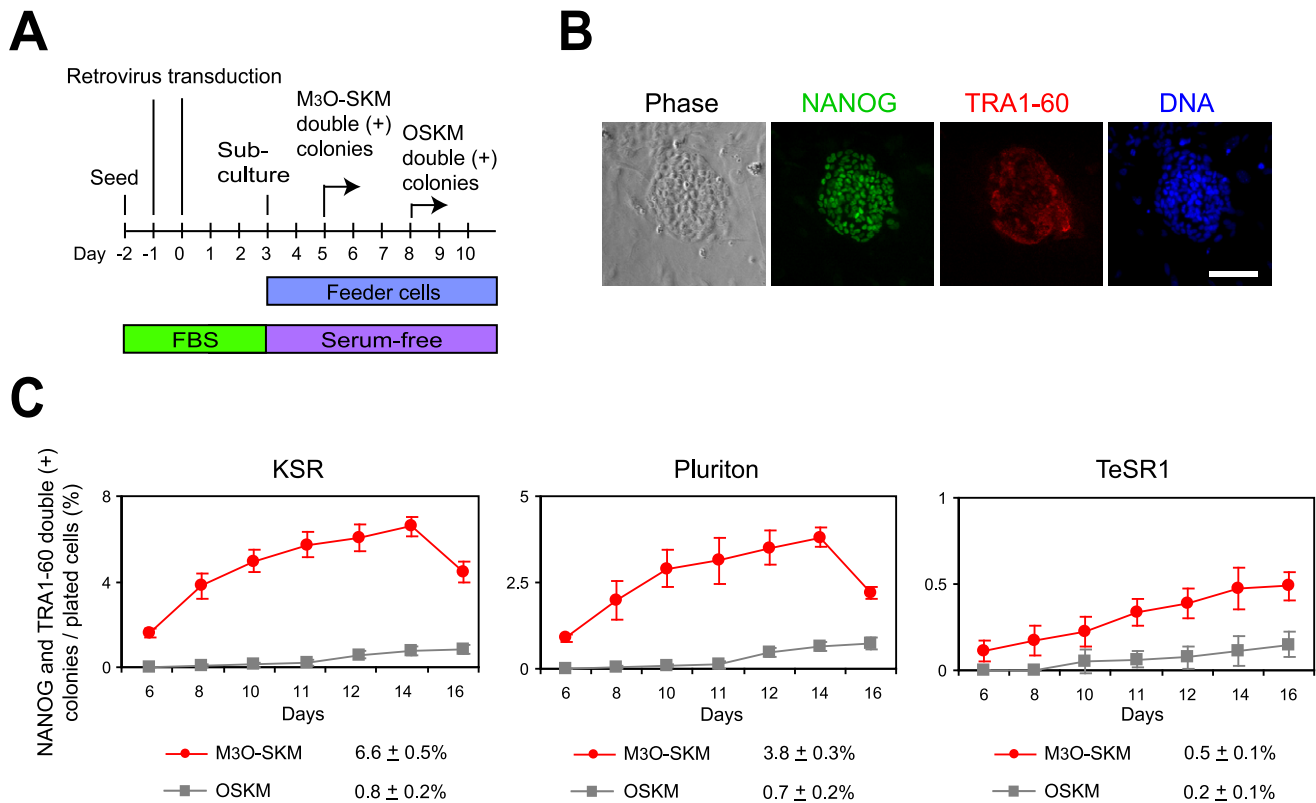 A
Retrovirus transduction
M3O-SKM
double (+)
colonies
OSKM
double (+)
colonies
Sub-
culture
Seed
Day -2 -1 0 1 2 3 4 5 6 7 8 9 10
Feeder cells
FBS Serum-free
B
Phase NANOG TRA1-60 DNA
C
NANOG and TRA1-60 double (+)
colonies / plated cells (%)
KSR
8
4
0
6 8 10 11 12 14 16
Days
M3O-SKM 6.6 ± 0.5%
OSKM 0.8 ± 0.2%
Pluriton
5
2.5
0
6 8 10 11 12 14 16
Days
M3O-SKM 3.8 ± 0.3%
OSKM 0.7 ± 0.2%
TeSR1
1
0.5
0
6 8 10 11 12 14 16
Days
M3O-SKM 0.5 ± 0.1%
OSKM 0.2 ± 0.1%